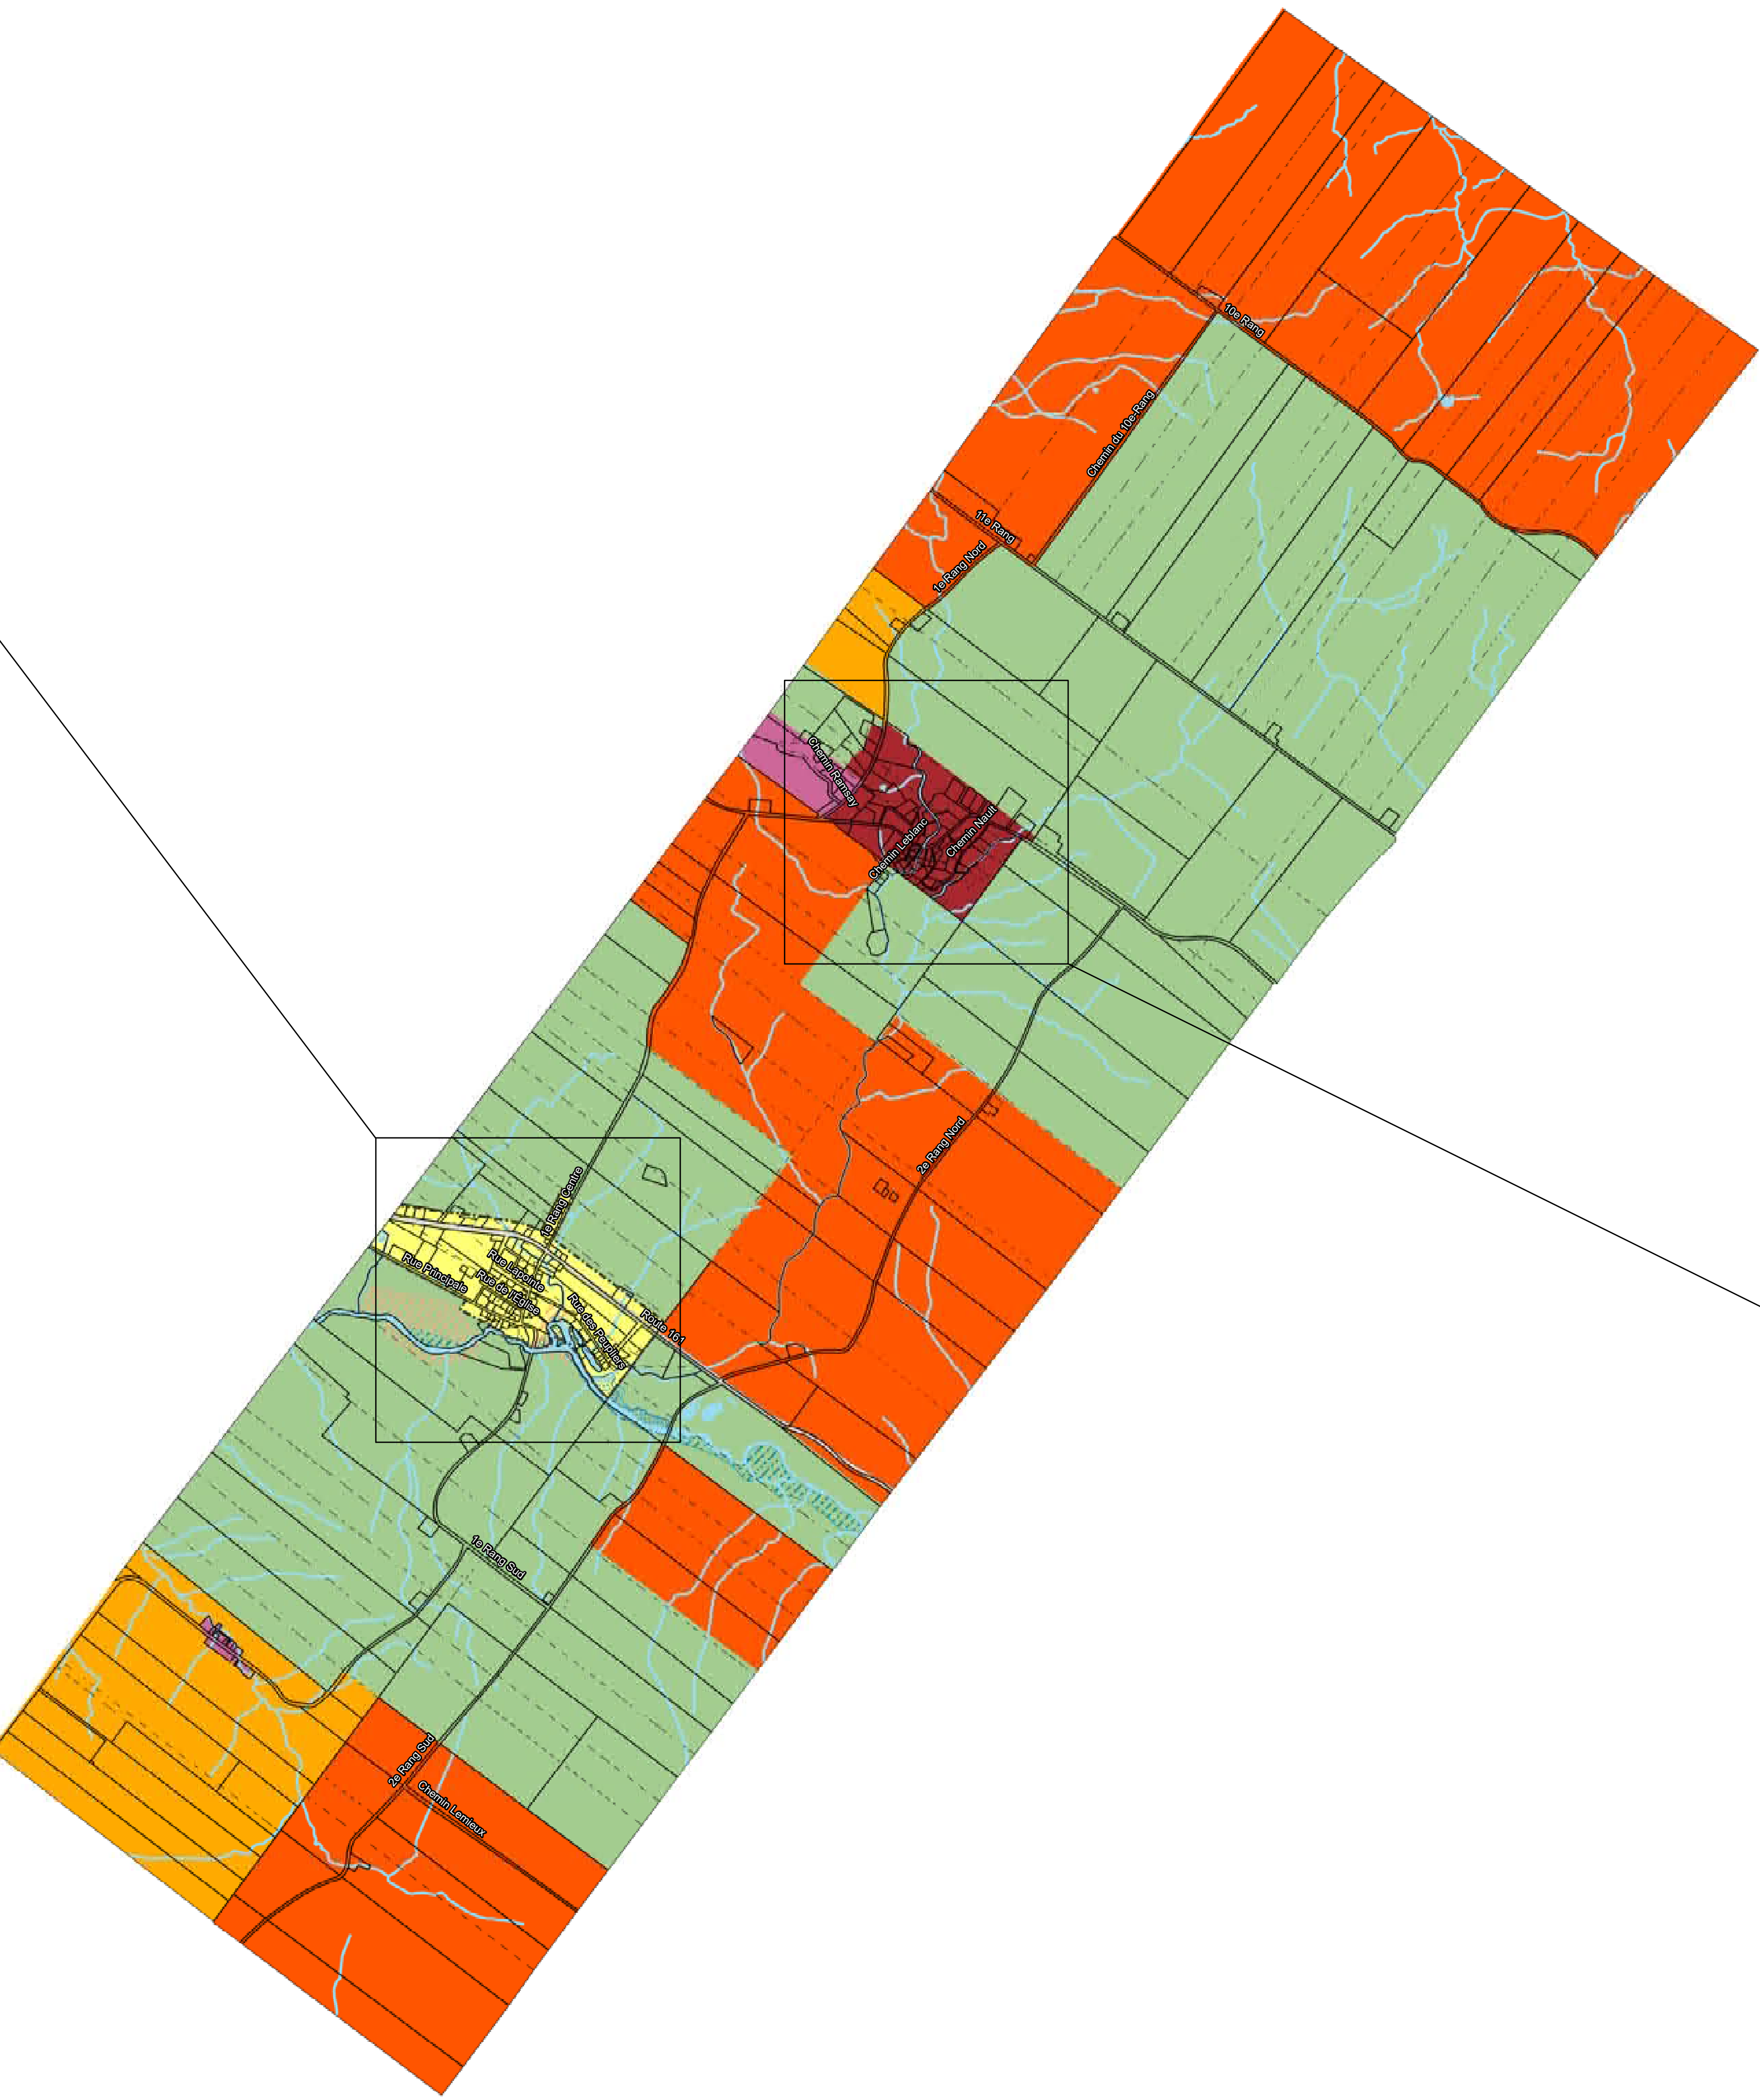 10e Rang
Chemin du 10e-Rang
11e Rang
1e Rang Nord
Chemin Ramsay
Chemin Nault
Chemin Leblanc
2e Rang Nord
1e Rang Centre
Rue Lapointe
Rue Principale
Rue de l'Église
Rue des Peupliers
Route 161
1e Rang Sud
2e Rang Sud
Chemin Lemieux